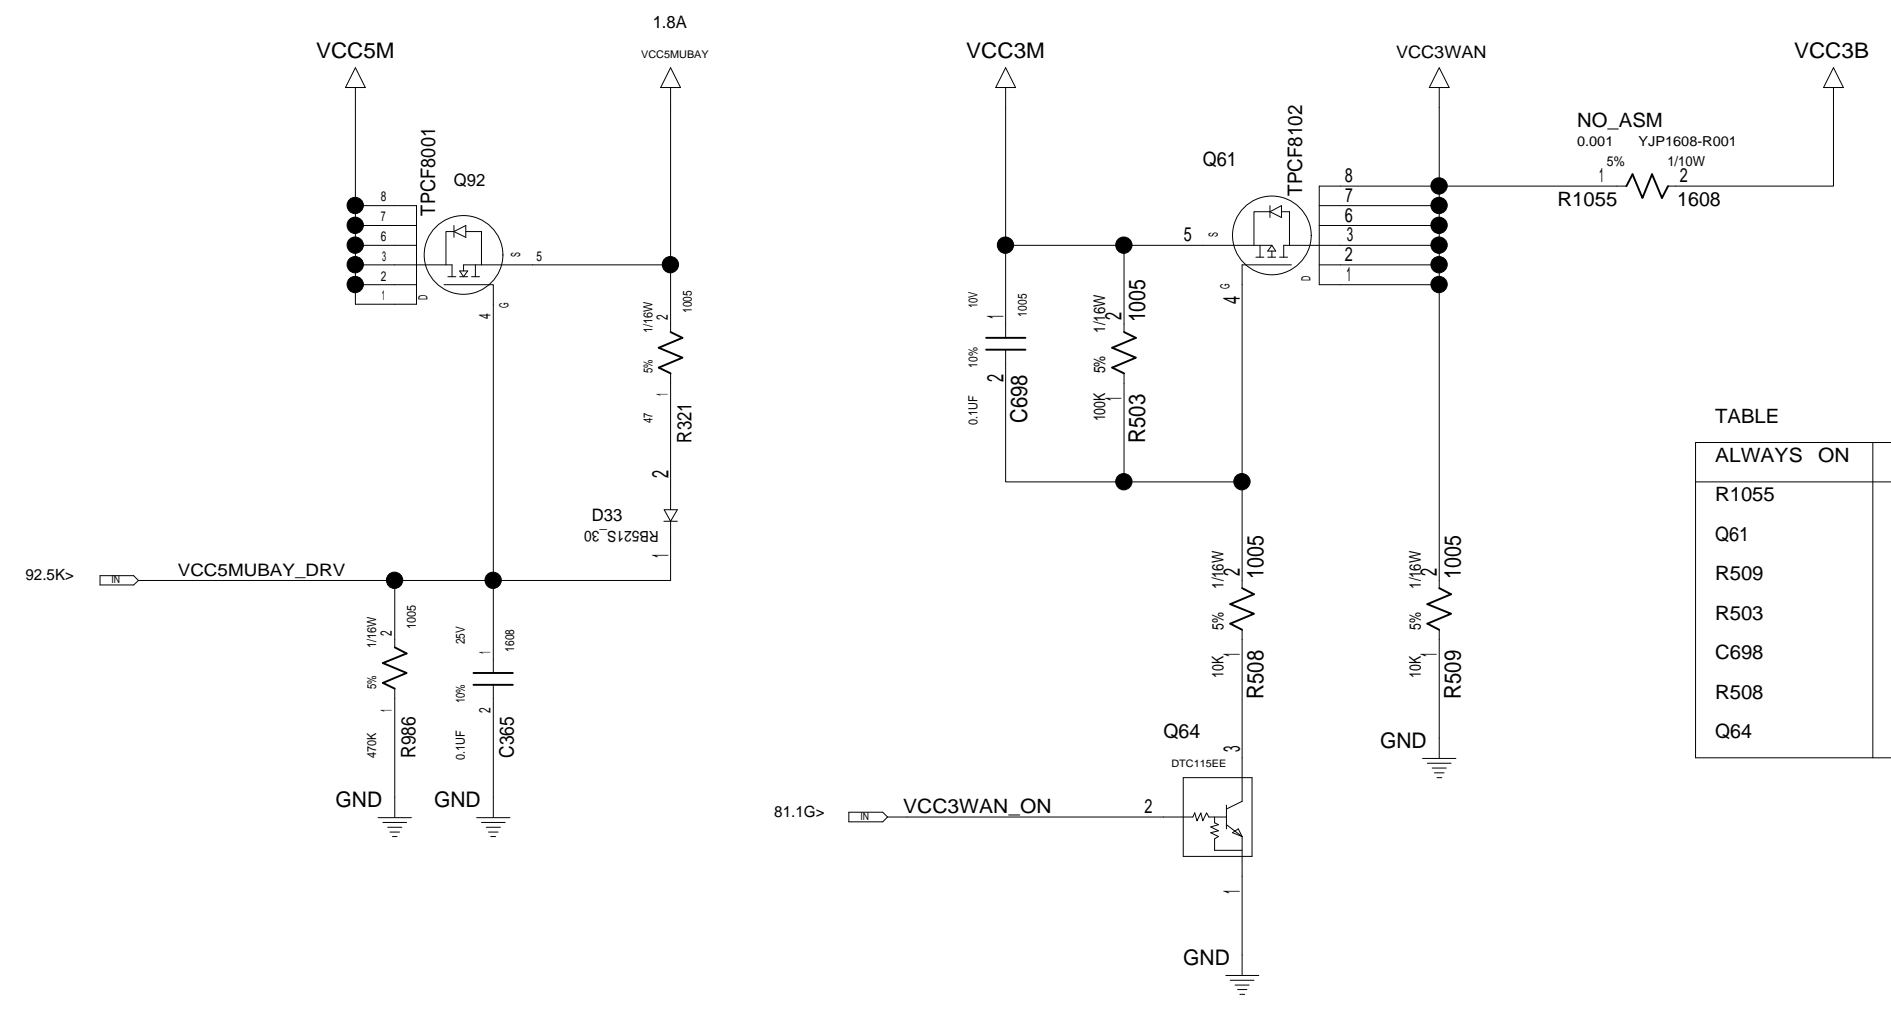 1.8A
VCC5M
VCC5MUBAY
TPCF8001
Q92
8
7
6
3
2
1
D
S
5
G
4
1/16W
2
1005
5%
47
1
R321
2
D33
RB521S_30
1
92.5K>
IN
VCC5MUBAY_DRV
1/16W
2
1005
5%
470K
1
R986
GND
25V
1
1608
10%
0.1UF
2
C365
GND
VCC3M
VCC3WAN
VCC3B
NO_ASM
0.001 YJP1608-R001
5% 1/10W
1 2
R1055 1608
Q61
TPCF8102
8
7
6
3
2
1
5
S
G
4
D
10V
1
1005
10%
0.1UF
2
C698
1/16W
2
1005
5%
100K
1
R503
1/16W
2
1005
5%
10K
1
R508
1/16W
2
1005
5%
10K
1
R509
GND
Q64
DTC115EE
3
81.1G>
IN
VCC3WAN_ON
2
1
GND
TABLE
ALWAYS ON
R1055
Q61
R509
R503
C698
R508
Q64